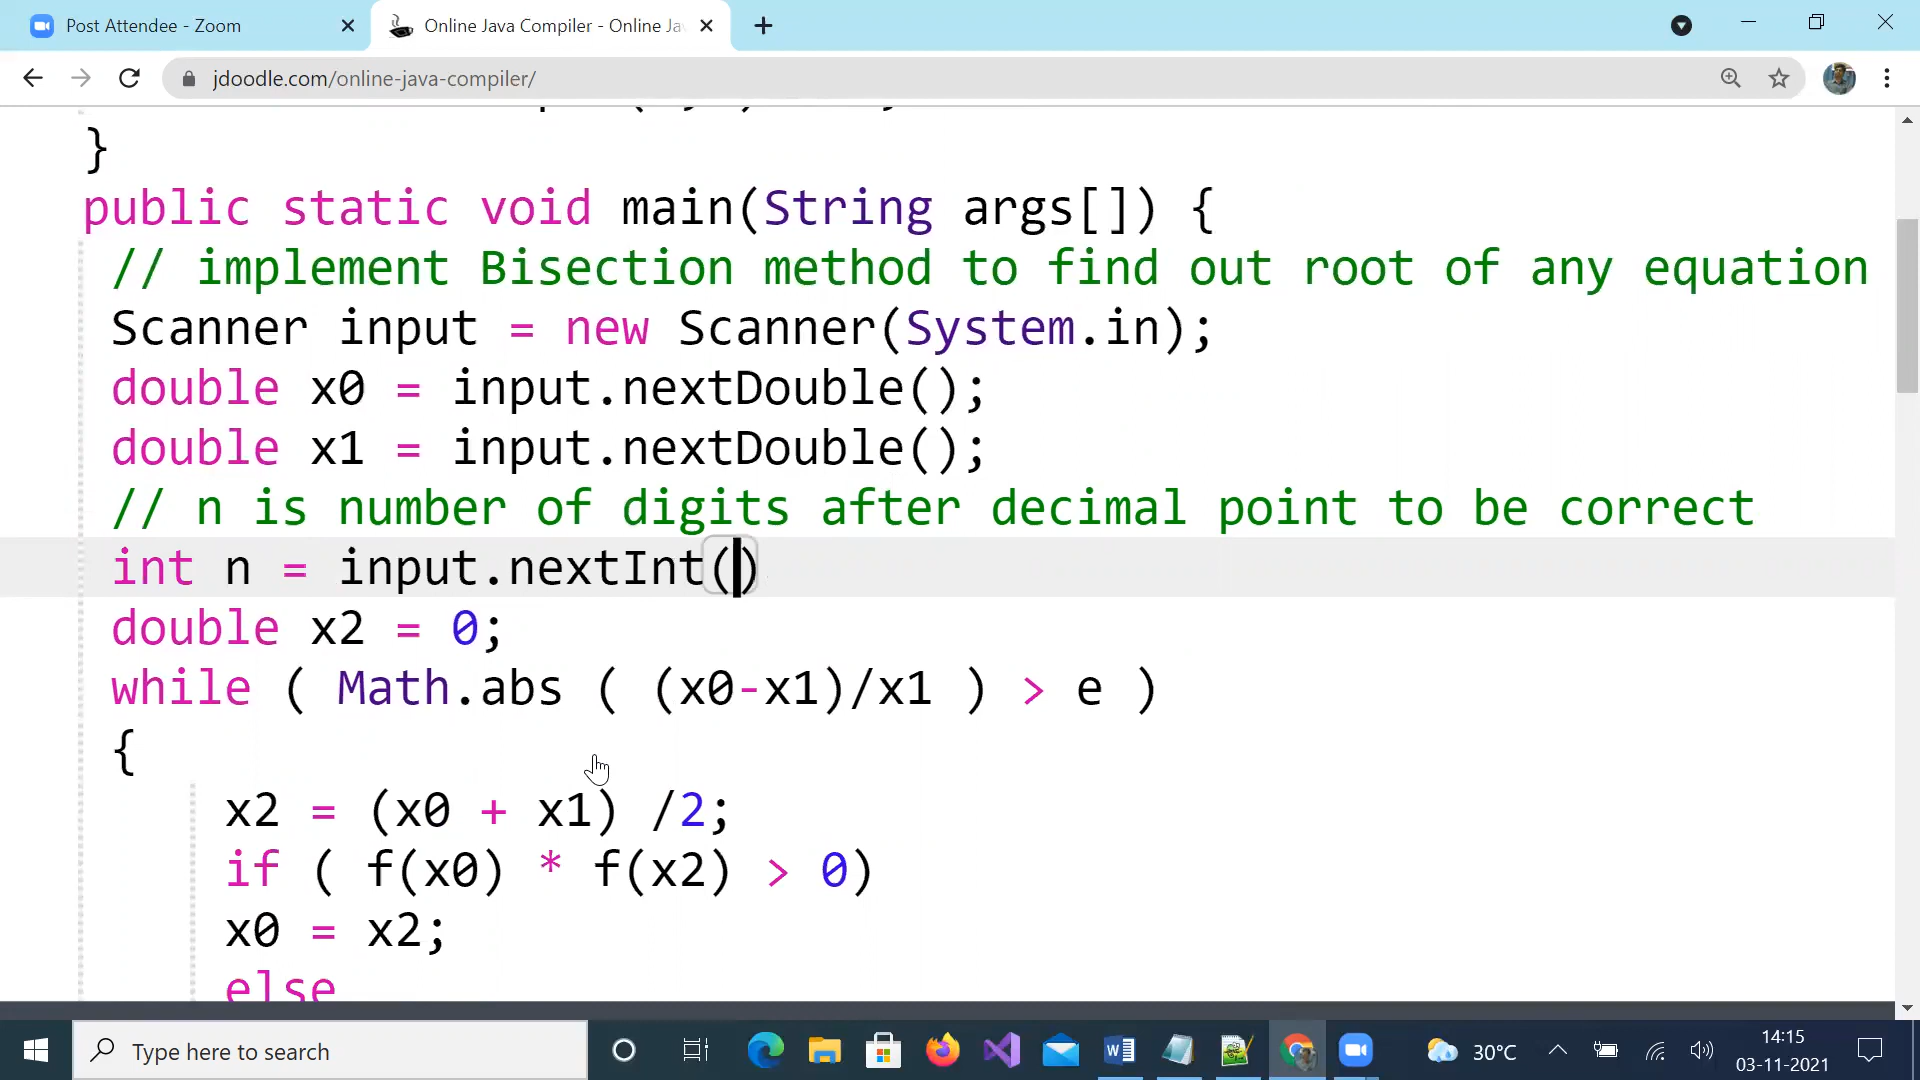 Post Attendee - Zoom
Online Java Compiler - Online Ja
jdoodle.com/online-java-compiler/
}
public static void main(String args[]) {
// implement Bisection method to find out root of any equation
Scanner input = new Scanner(System.in);
double x0 = input.nextDouble();
double x1 = input.nextDouble();
// n is number of digits after decimal point to be correct
int n = input.nextInt()
double x2 = 0;
while ( Math.abs ( (x0-x1)/x1 ) > e )
{
x2 = (x0 + x1) /2;
if ( f(x0) * f(x2) > 0)
x0 = x2;
else
Type here to search
30°C
14:15
03-11-2021